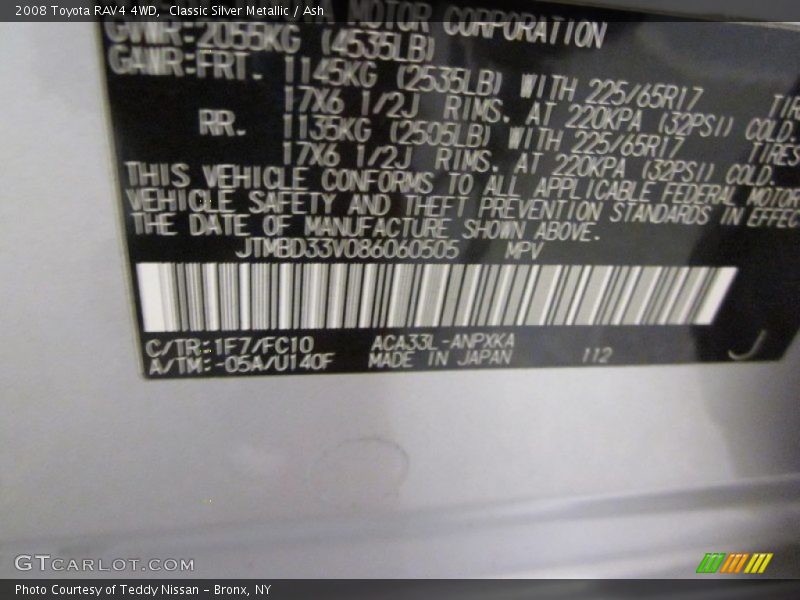 2008 Toyota RAV4 4WD, Classic Silver Metallic / Ash
MOTOR CORPORATION
GVWR:2055KG (4535LB)
GAWR:FRT. 1145KG (2535LB) WITH 225/65R17 TIRES
17X6 1/2J RIMS. AT 220KPA (32PSI) COLD.
RR. 1135KG (2505LB) WITH 225/65R17 TIRES
17X6 1/2J RIMS. AT 220KPA (32PSI) COLD.
THIS VEHICLE CONFORMS TO ALL APPLICABLE FEDERAL MOTOR
VEHICLE SAFETY AND THEFT PREVENTION STANDARDS IN EFFECT
THE DATE OF MANUFACTURE SHOWN ABOVE.
JTMBD33V086060505 MPV
C/TR:1F7/FC10 ACA33L-ANPXKA
A/TM:-05A/U140F MADE IN JAPAN 112
J
GTCARLOT.COM
Photo Courtesy of Teddy Nissan – Bronx, NY